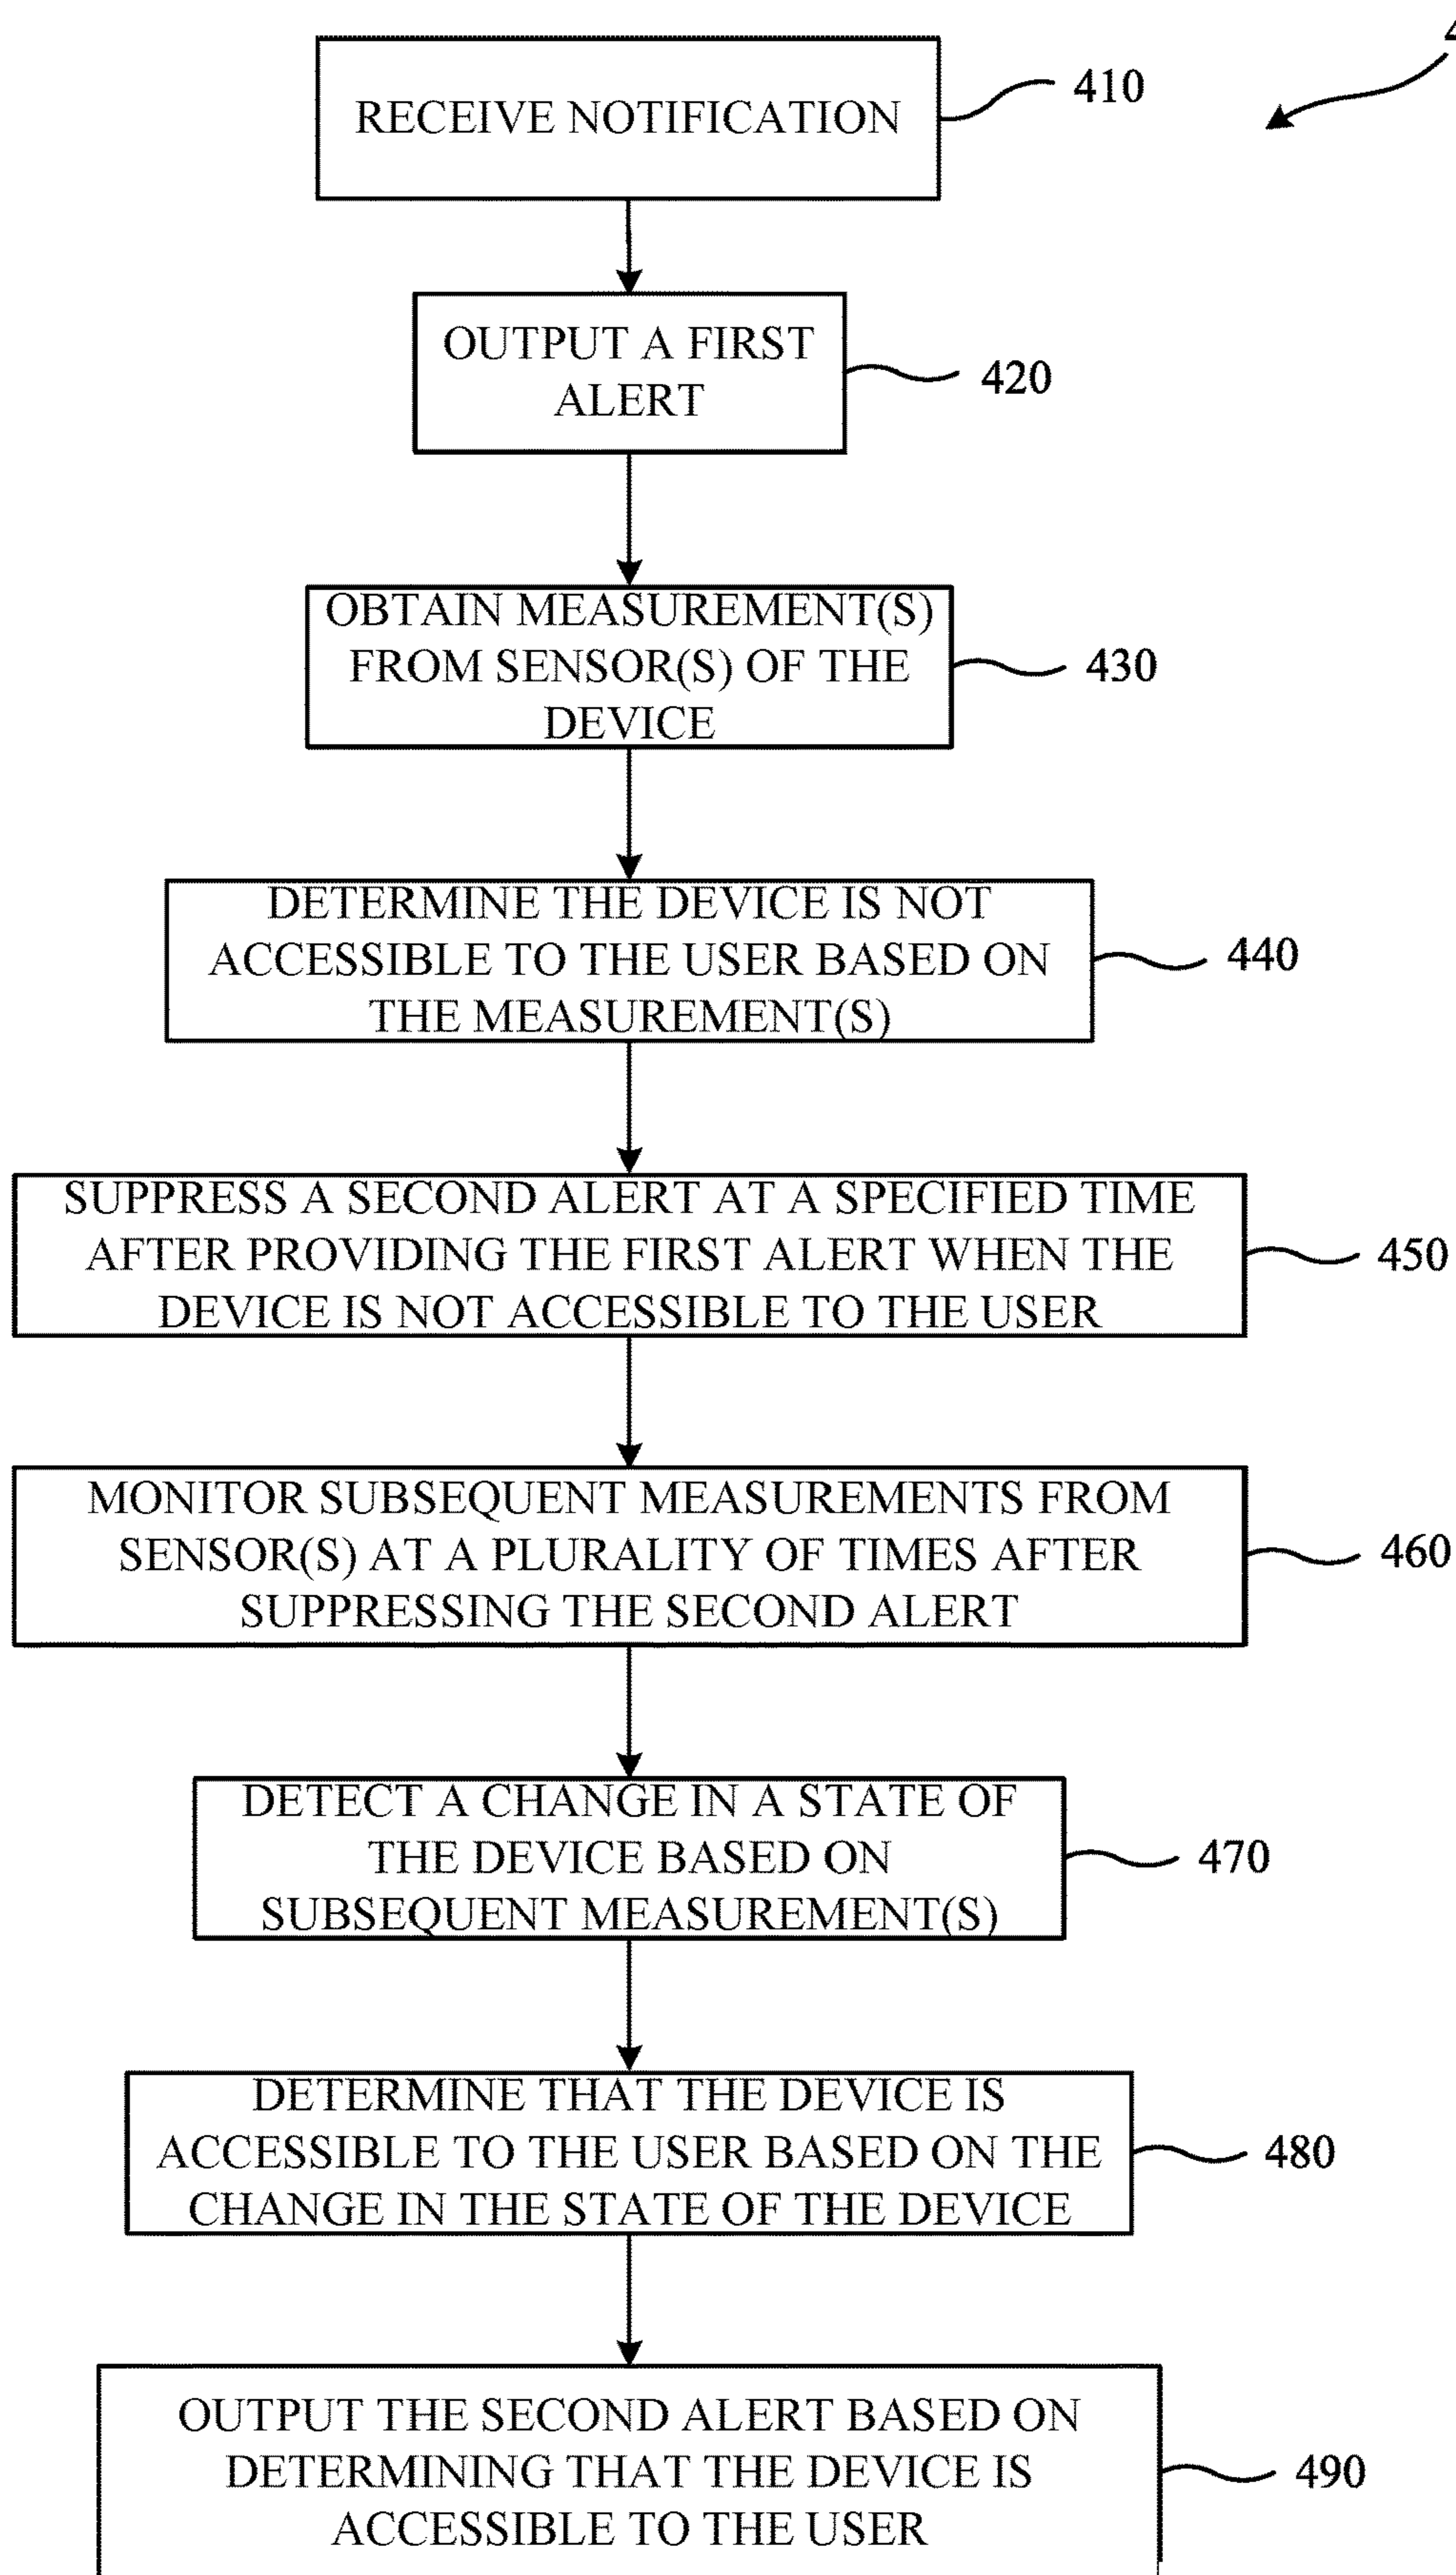 RECEIVE NOTIFICATION
410
OUTPUT A FIRST
ALERT
420
OBTAIN MEASUREMENT(S)
FROM SENSOR(S) OF THE
DEVICE
430
DETERMINE THE DEVICE IS NOT
ACCESSIBLE TO THE USER BASED ON
THE MEASUREMENT(S)
440
SUPPRESS A SECOND ALERT AT A SPECIFIED TIME
AFTER PROVIDING THE FIRST ALERT WHEN THE
DEVICE IS NOT ACCESSIBLE TO THE USER
450
MONITOR SUBSEQUENT MEASUREMENTS FROM
SENSOR(S) AT A PLURALITY OF TIMES AFTER
SUPPRESSING THE SECOND ALERT
460
DETECT A CHANGE IN A STATE OF
THE DEVICE BASED ON
SUBSEQUENT MEASUREMENT(S)
470
DETERMINE THAT THE DEVICE IS
ACCESSIBLE TO THE USER BASED ON THE
CHANGE IN THE STATE OF THE DEVICE
480
OUTPUT THE SECOND ALERT BASED ON
DETERMINING THAT THE DEVICE IS
ACCESSIBLE TO THE USER
490